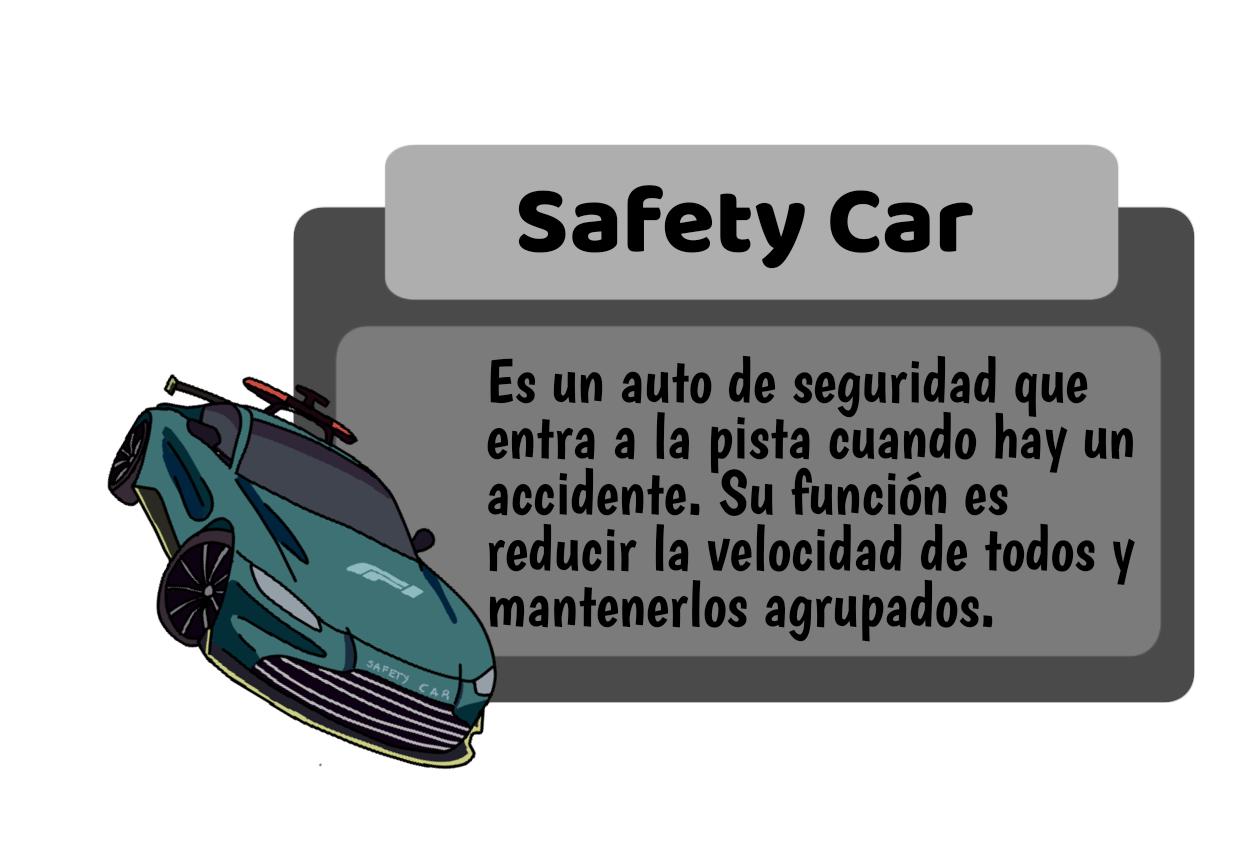 Safety Car
Es un auto de seguridad que
entra a la pista cuando hay un
accidente. Su función es
reducir la velocidad de todos y
mantenerlos agrupados.
F1
SAFETY CAR